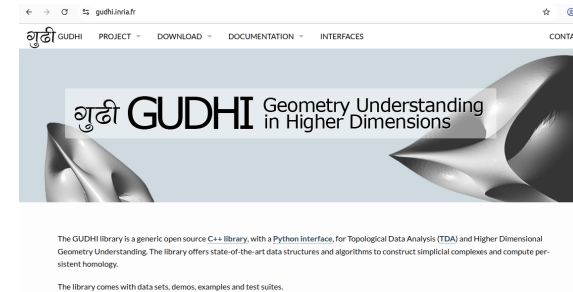 gudhi.inria.fr
गुढी GUDHI PROJECT DOWNLOAD DOCUMENTATION INTERFACES CONTA
गुढी GUDHI Geometry Understanding
in Higher Dimensions
The GUDHI library is a generic open source C++ library, with a Python interface, for Topological Data Analysis (TDA) and Higher Dimensional
Geometry Understanding. The library offers state-of-the-art data structures and algorithms to construct simplicial complexes and compute per-
sistent homology.
The library comes with data sets, demos, examples and test suites.